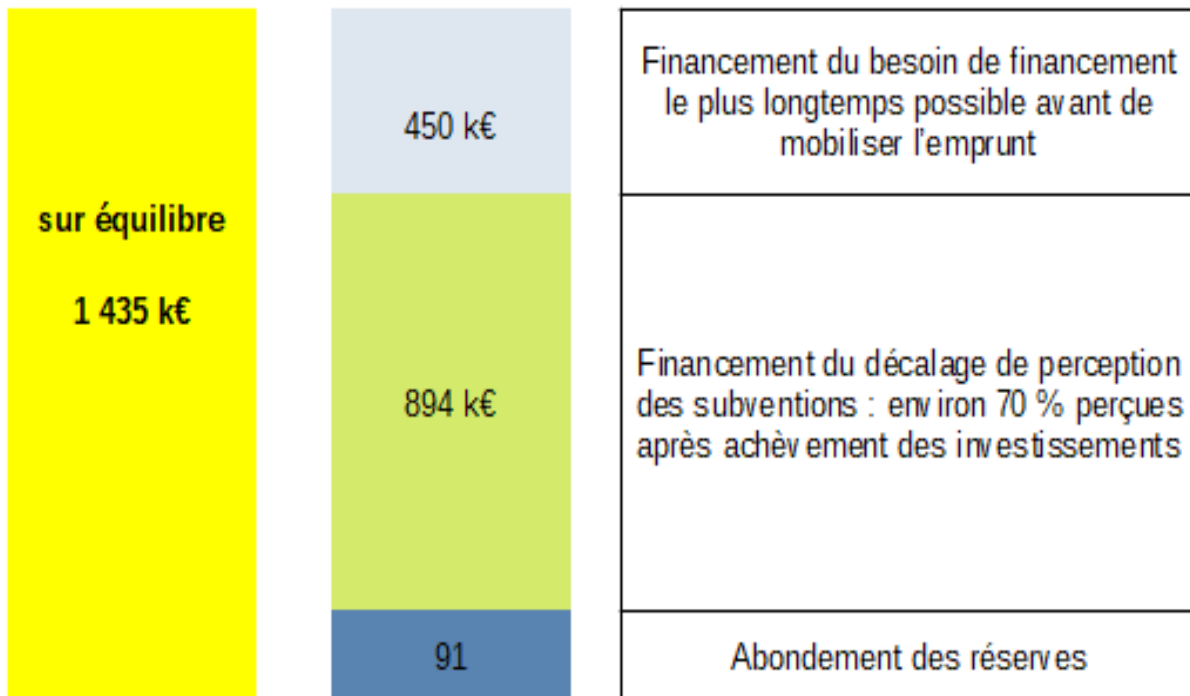 sur équilibre
1 435 k€
450 k€
894 k€
91
Financement du besoin de financement
le plus longtemps possible avant de
mobiliser l'emprunt
Financement du décalage de perception
des subventions : environ 70 % perçues
après achèvement des investissements
Abondement des réserves